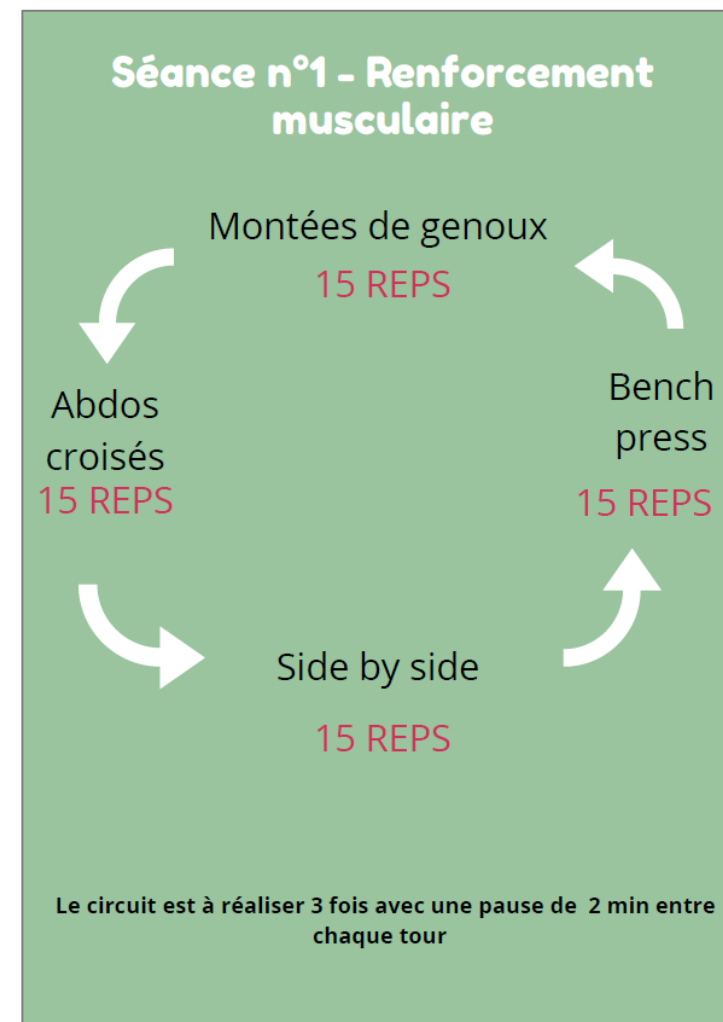 Séance n°1 - Renforcement
musculaire
Montées de genoux
15 REPS
Abdos
croisés
15 REPS
Side by side
15 REPS
Bench
press
15 REPS
Le circuit est à réaliser 3 fois avec une pause de 2 min entre
chaque tour